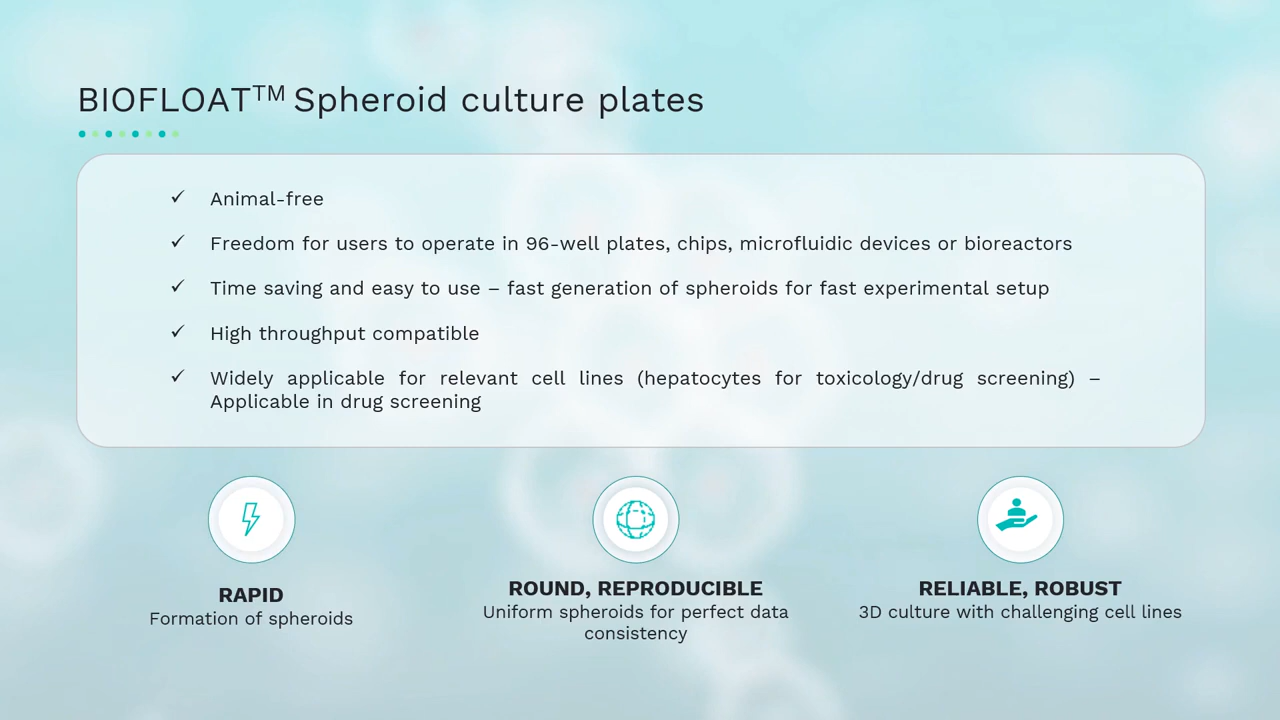 BIOFLOAT™ Spheroid culture plates
✓ Animal-free
✓ Freedom for users to operate in 96-well plates, chips, microfluidic devices or bioreactors
✓ Time saving and easy to use – fast generation of spheroids for fast experimental setup
✓ High throughput compatible
✓ Widely applicable for relevant cell lines (hepatocytes for toxicology/drug screening) –
Applicable in drug screening
RAPID
Formation of spheroids
ROUND, REPRODUCIBLE
Uniform spheroids for perfect data
consistency
RELIABLE, ROBUST
3D culture with challenging cell lines